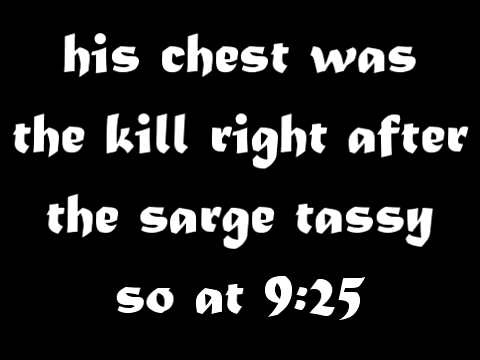 his chest was
the kill right after
the sarge tassy
so at 9:25